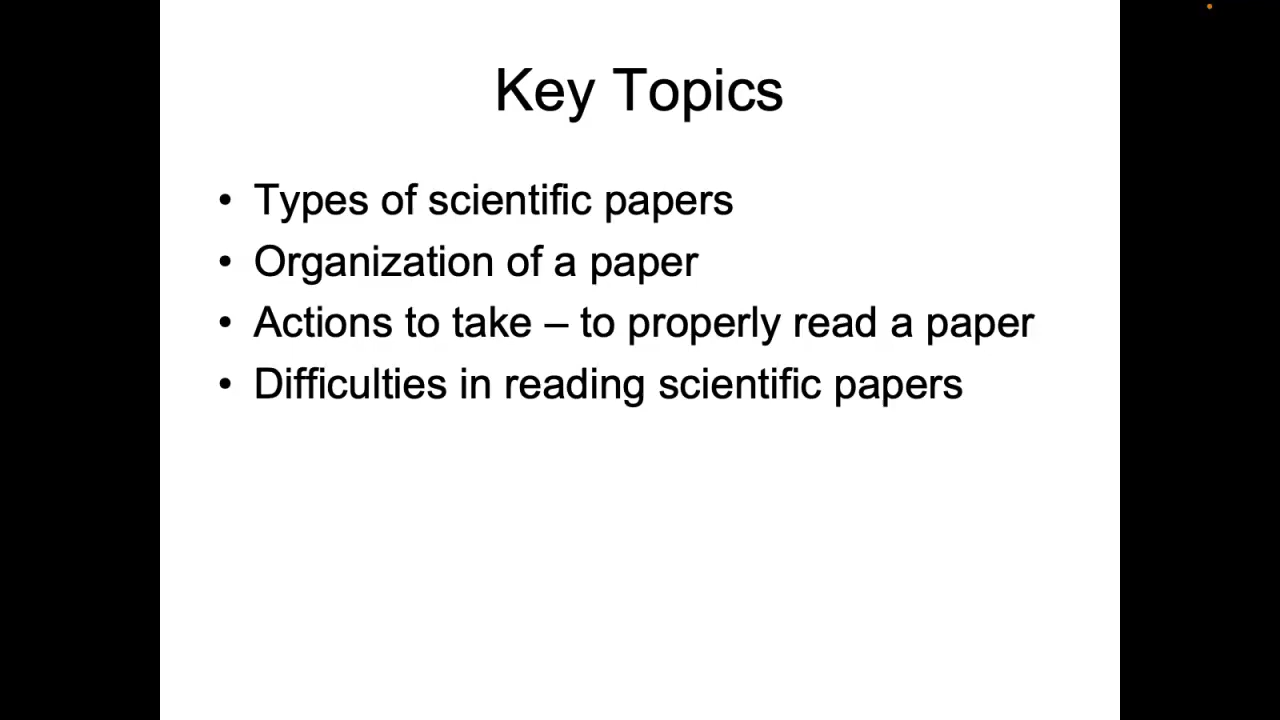 Key Topics
• Types of scientific papers
• Organization of a paper
• Actions to take – to properly read a paper
• Difficulties in reading scientific papers